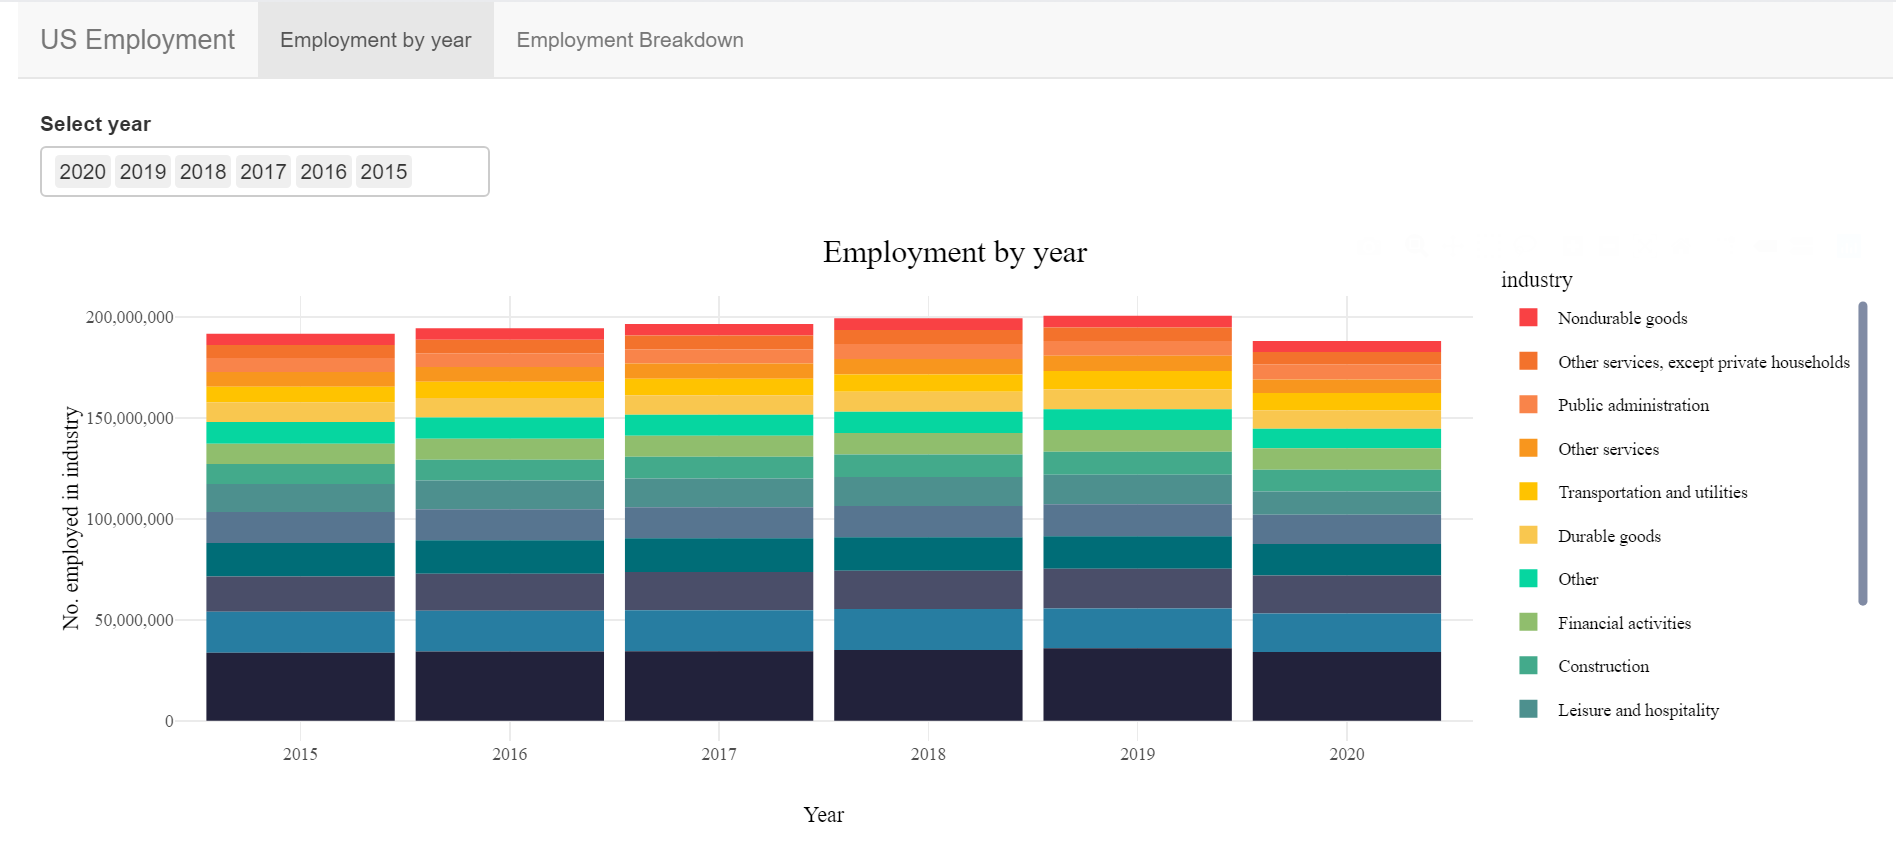 US Employment Employment by year Employment Breakdown
Select year
2020 2019 2018 2017 2016 2015
Employment by year
industry
Nondurable goods
Other services, except private households
Public administration
Other services
Transportation and utilities
Durable goods
Other
Financial activities
Construction
Leisure and hospitality
No. employed in industry
200,000,000
150,000,000
100,000,000
50,000,000
0
2015 2016 2017 2018 2019 2020
Year